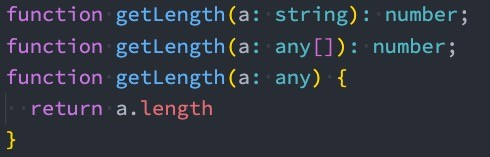 function getLength(a: string): number;
function getLength(a: any[]): number;
function getLength(a: any) {
  return a.length
}